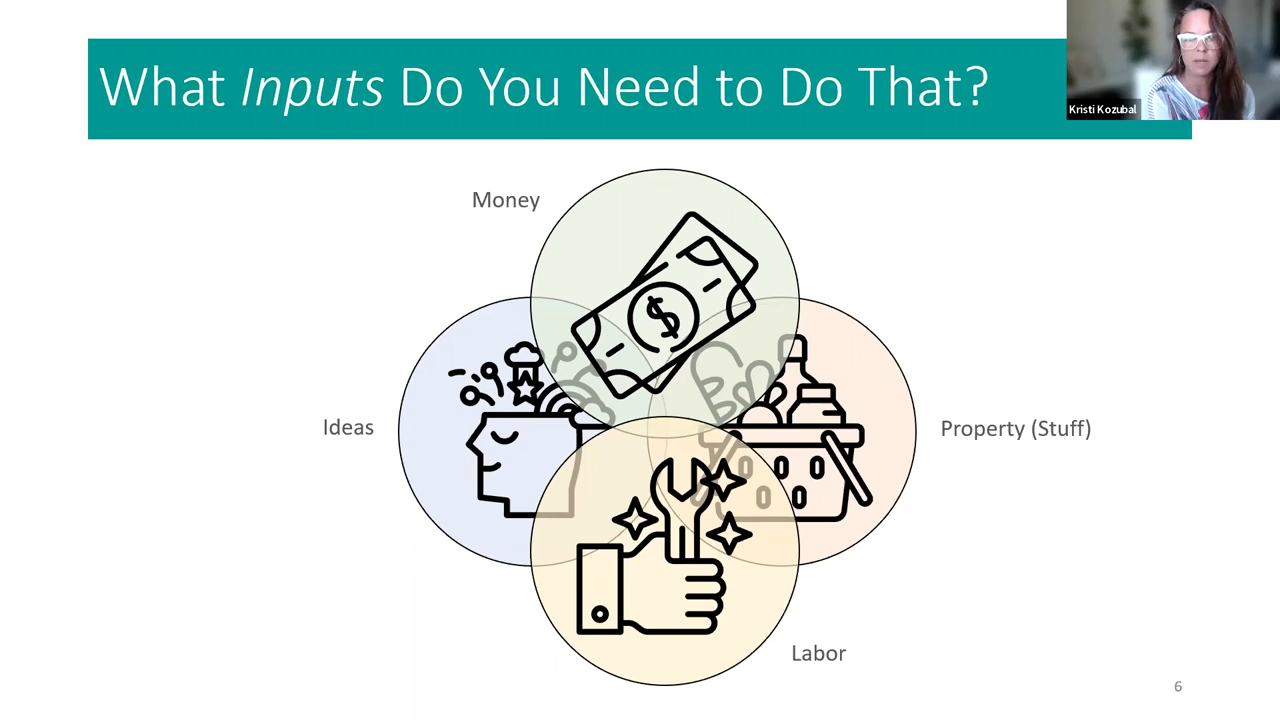 What Inputs Do You Need to Do That?
Kristi Kozubal
Money
$
Ideas
Property (Stuff)
Labor
6